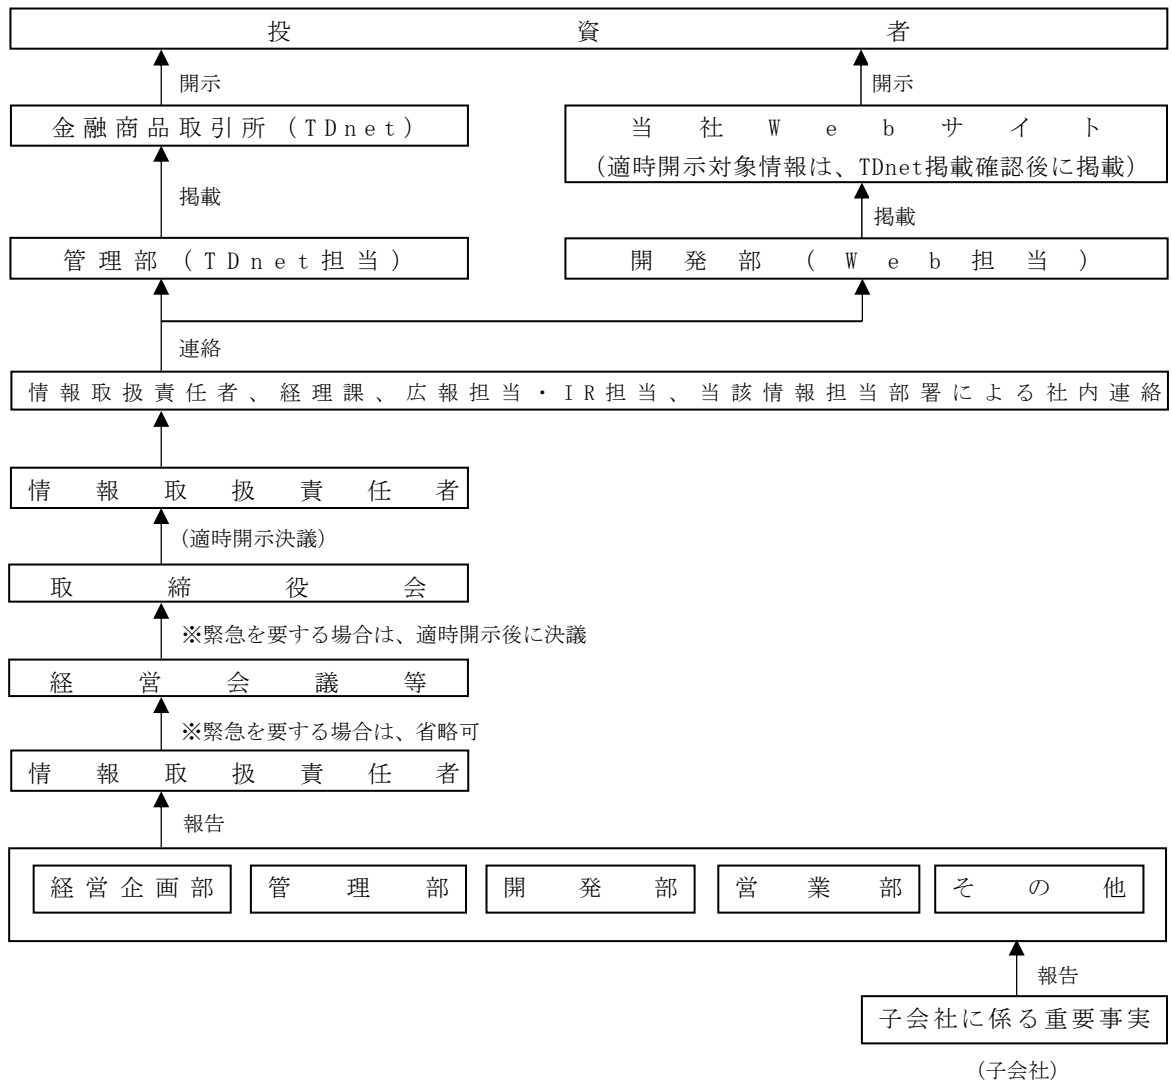 投資者
開示
開示
金融商品取引所（TDnet）
当社Webサイト
(適時開示対象情報は、TDnet掲載確認後に掲載)
掲載
掲載
管理部（TDnet担当）
開発部（Web担当）
連絡
情報取扱責任者、経理課、広報担当・IR担当、当該情報担当部署による社内連絡
情報取扱責任者
(適時開示決議)
取締役会
※緊急を要する場合は、適時開示後に決議
経営会議等
※緊急を要する場合は、省略可
情報取扱責任者
報告
経営企画部
管理部
開発部
営業部
その他
報告
子会社に係る重要事実
(子会社)